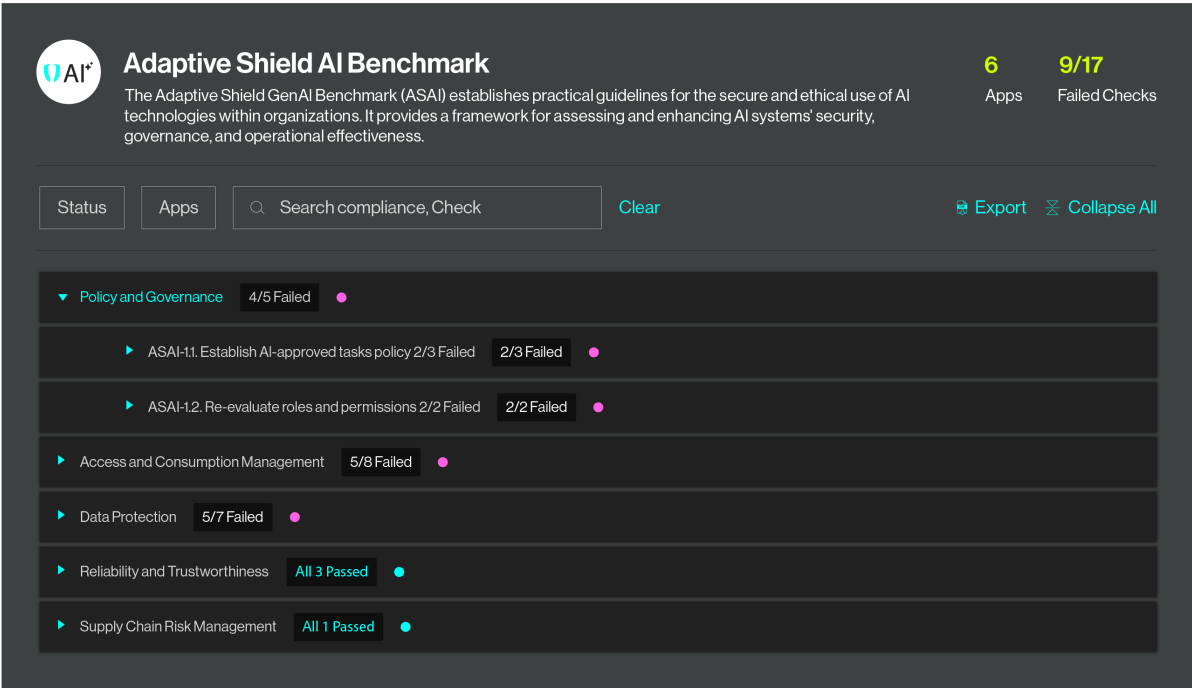 AI
Adaptive Shield AI Benchmark
The Adaptive Shield GenAI Benchmark (ASAI) establishes practical guidelines for the secure and ethical use of AI
technologies within organizations. It provides a framework for assessing and enhancing AI systems' security,
governance, and operational effectiveness.
6
Apps
9/17
Failed Checks
Status
Apps
Search compliance, Check
Clear
Export
Collapse All
Policy and Governance 4/5 Failed
ASAI-1.1. Establish AI-approved tasks policy 2/3 Failed 2/3 Failed
ASAI-1.2. Re-evaluate roles and permissions 2/2 Failed 2/2 Failed
Access and Consumption Management 5/8 Failed
Data Protection 5/7 Failed
Reliability and Trustworthiness All 3 Passed
Supply Chain Risk Management All 1 Passed